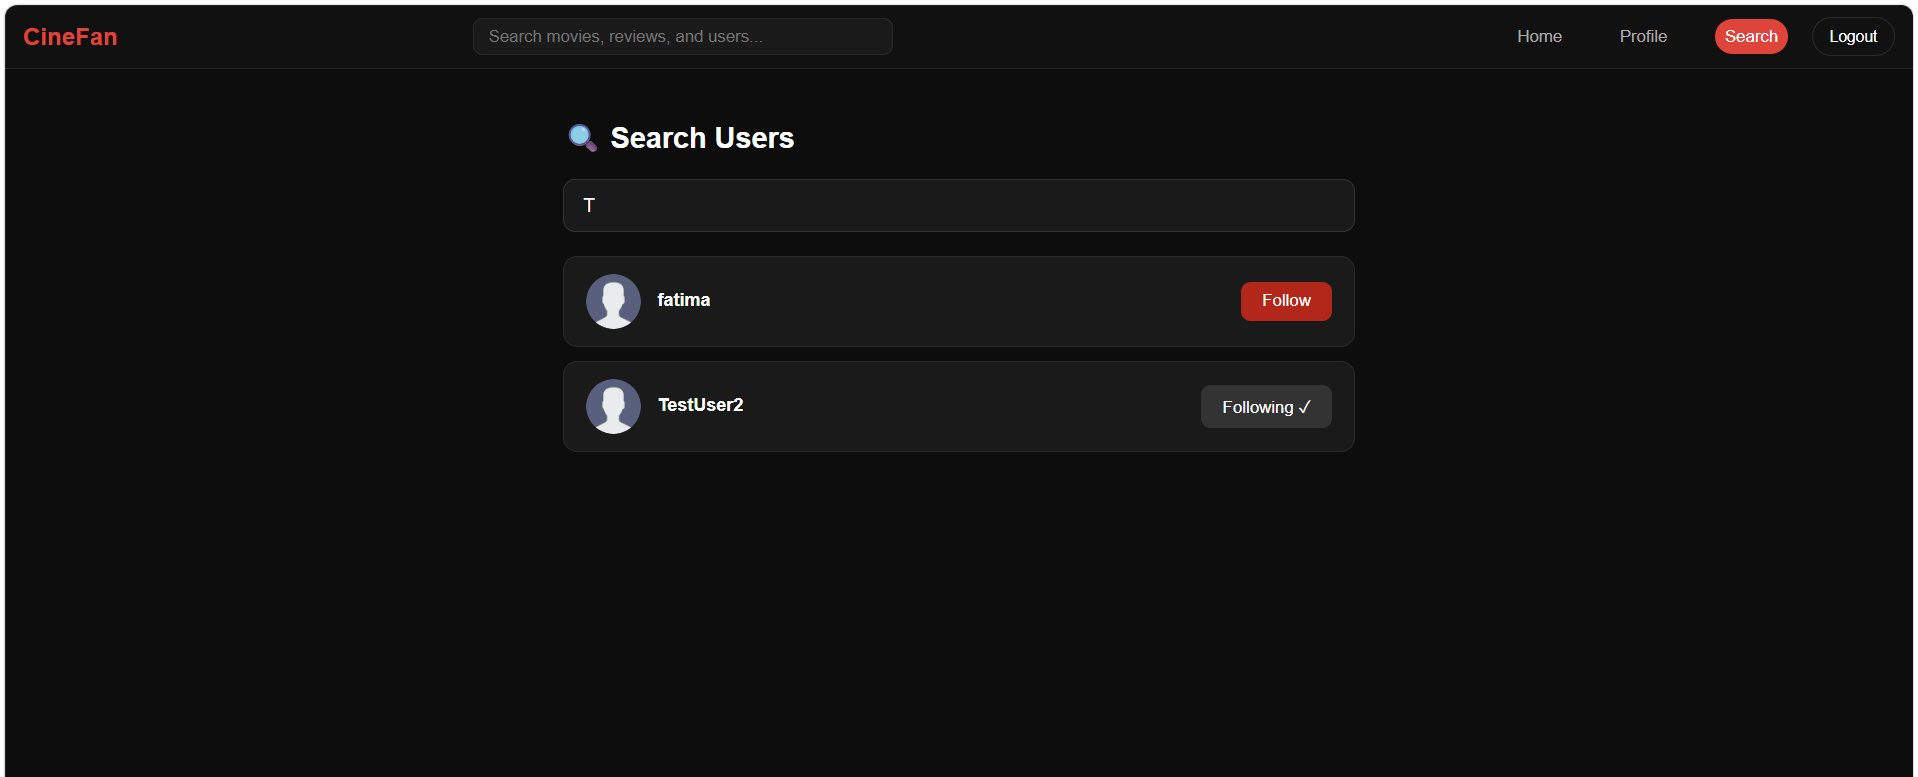 CineFan
Search movies, reviews, and users...
Home
Profile
Search
Logout
Search Users
T
fatima
Follow
TestUser2
Following ✓